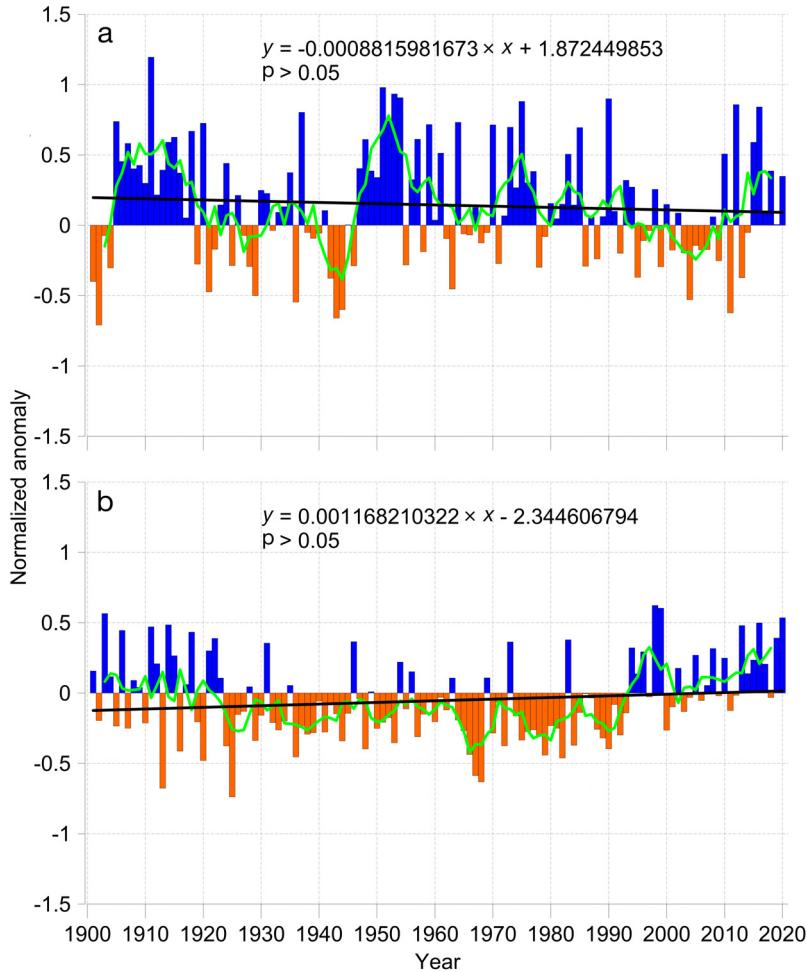 a
y = -0.0008815981673 × x + 1.872449853
p > 0.05
1.5
1
0.5
0
-0.5
-1
-1.5
Normalized anomaly
b
y = 0.001168210322 × x - 2.344606794
p > 0.05
1.5
1
0.5
0
-0.5
-1
-1.5
1900 1910 1920 1930 1940 1950 1960 1970 1980 1990 2000 2010 2020
Year